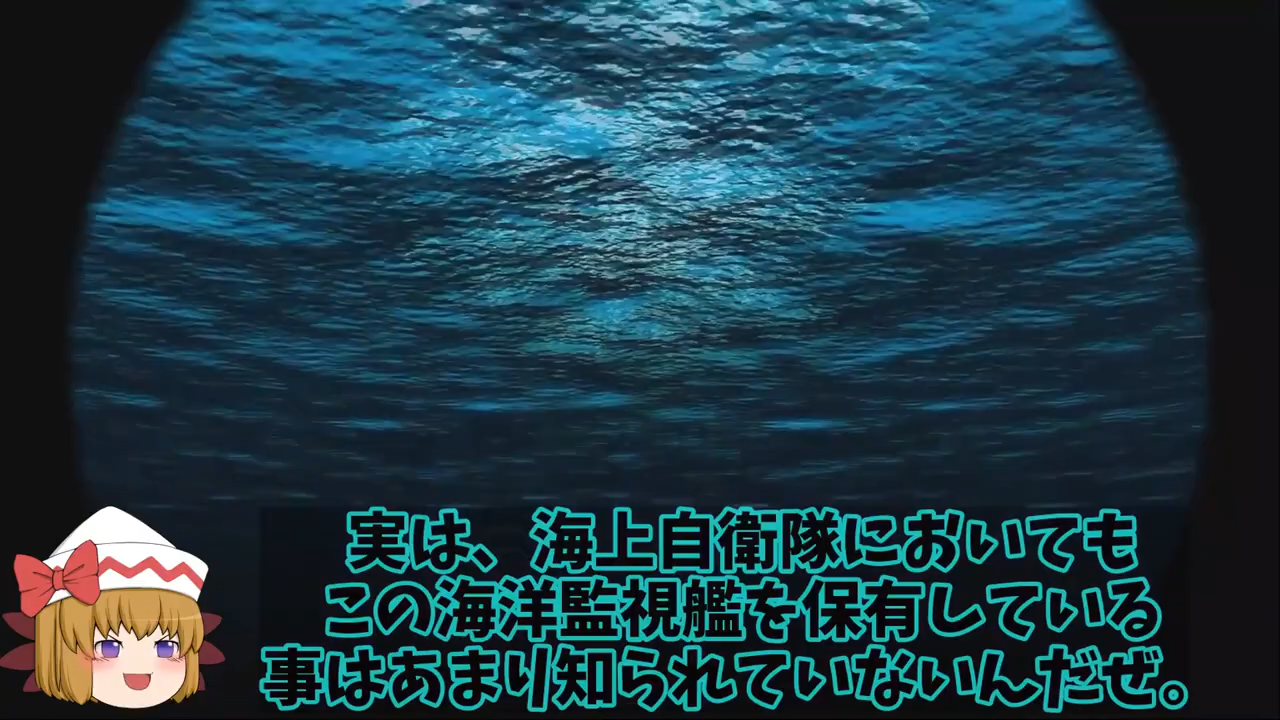 実は、海上自衛隊においても
この海洋監視艦を保有している
事はあまり知られていないんだぜ。